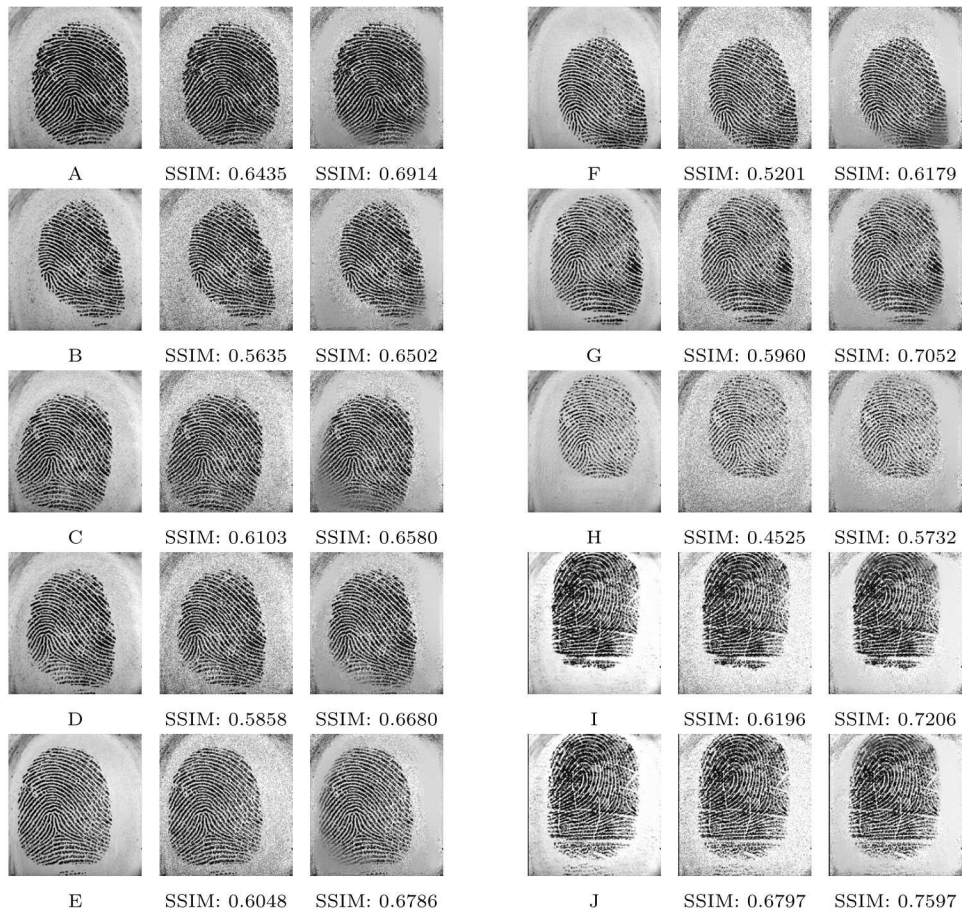 A SSIM: 0.6435 SSIM: 0.6914
B SSIM: 0.5635 SSIM: 0.6502
C SSIM: 0.6103 SSIM: 0.6580
D SSIM: 0.5858 SSIM: 0.6680
E SSIM: 0.6048 SSIM: 0.6786
F SSIM: 0.5201 SSIM: 0.6179
G SSIM: 0.5960 SSIM: 0.7052
H SSIM: 0.4525 SSIM: 0.5732
I SSIM: 0.6196 SSIM: 0.7206
J SSIM: 0.6797 SSIM: 0.7597